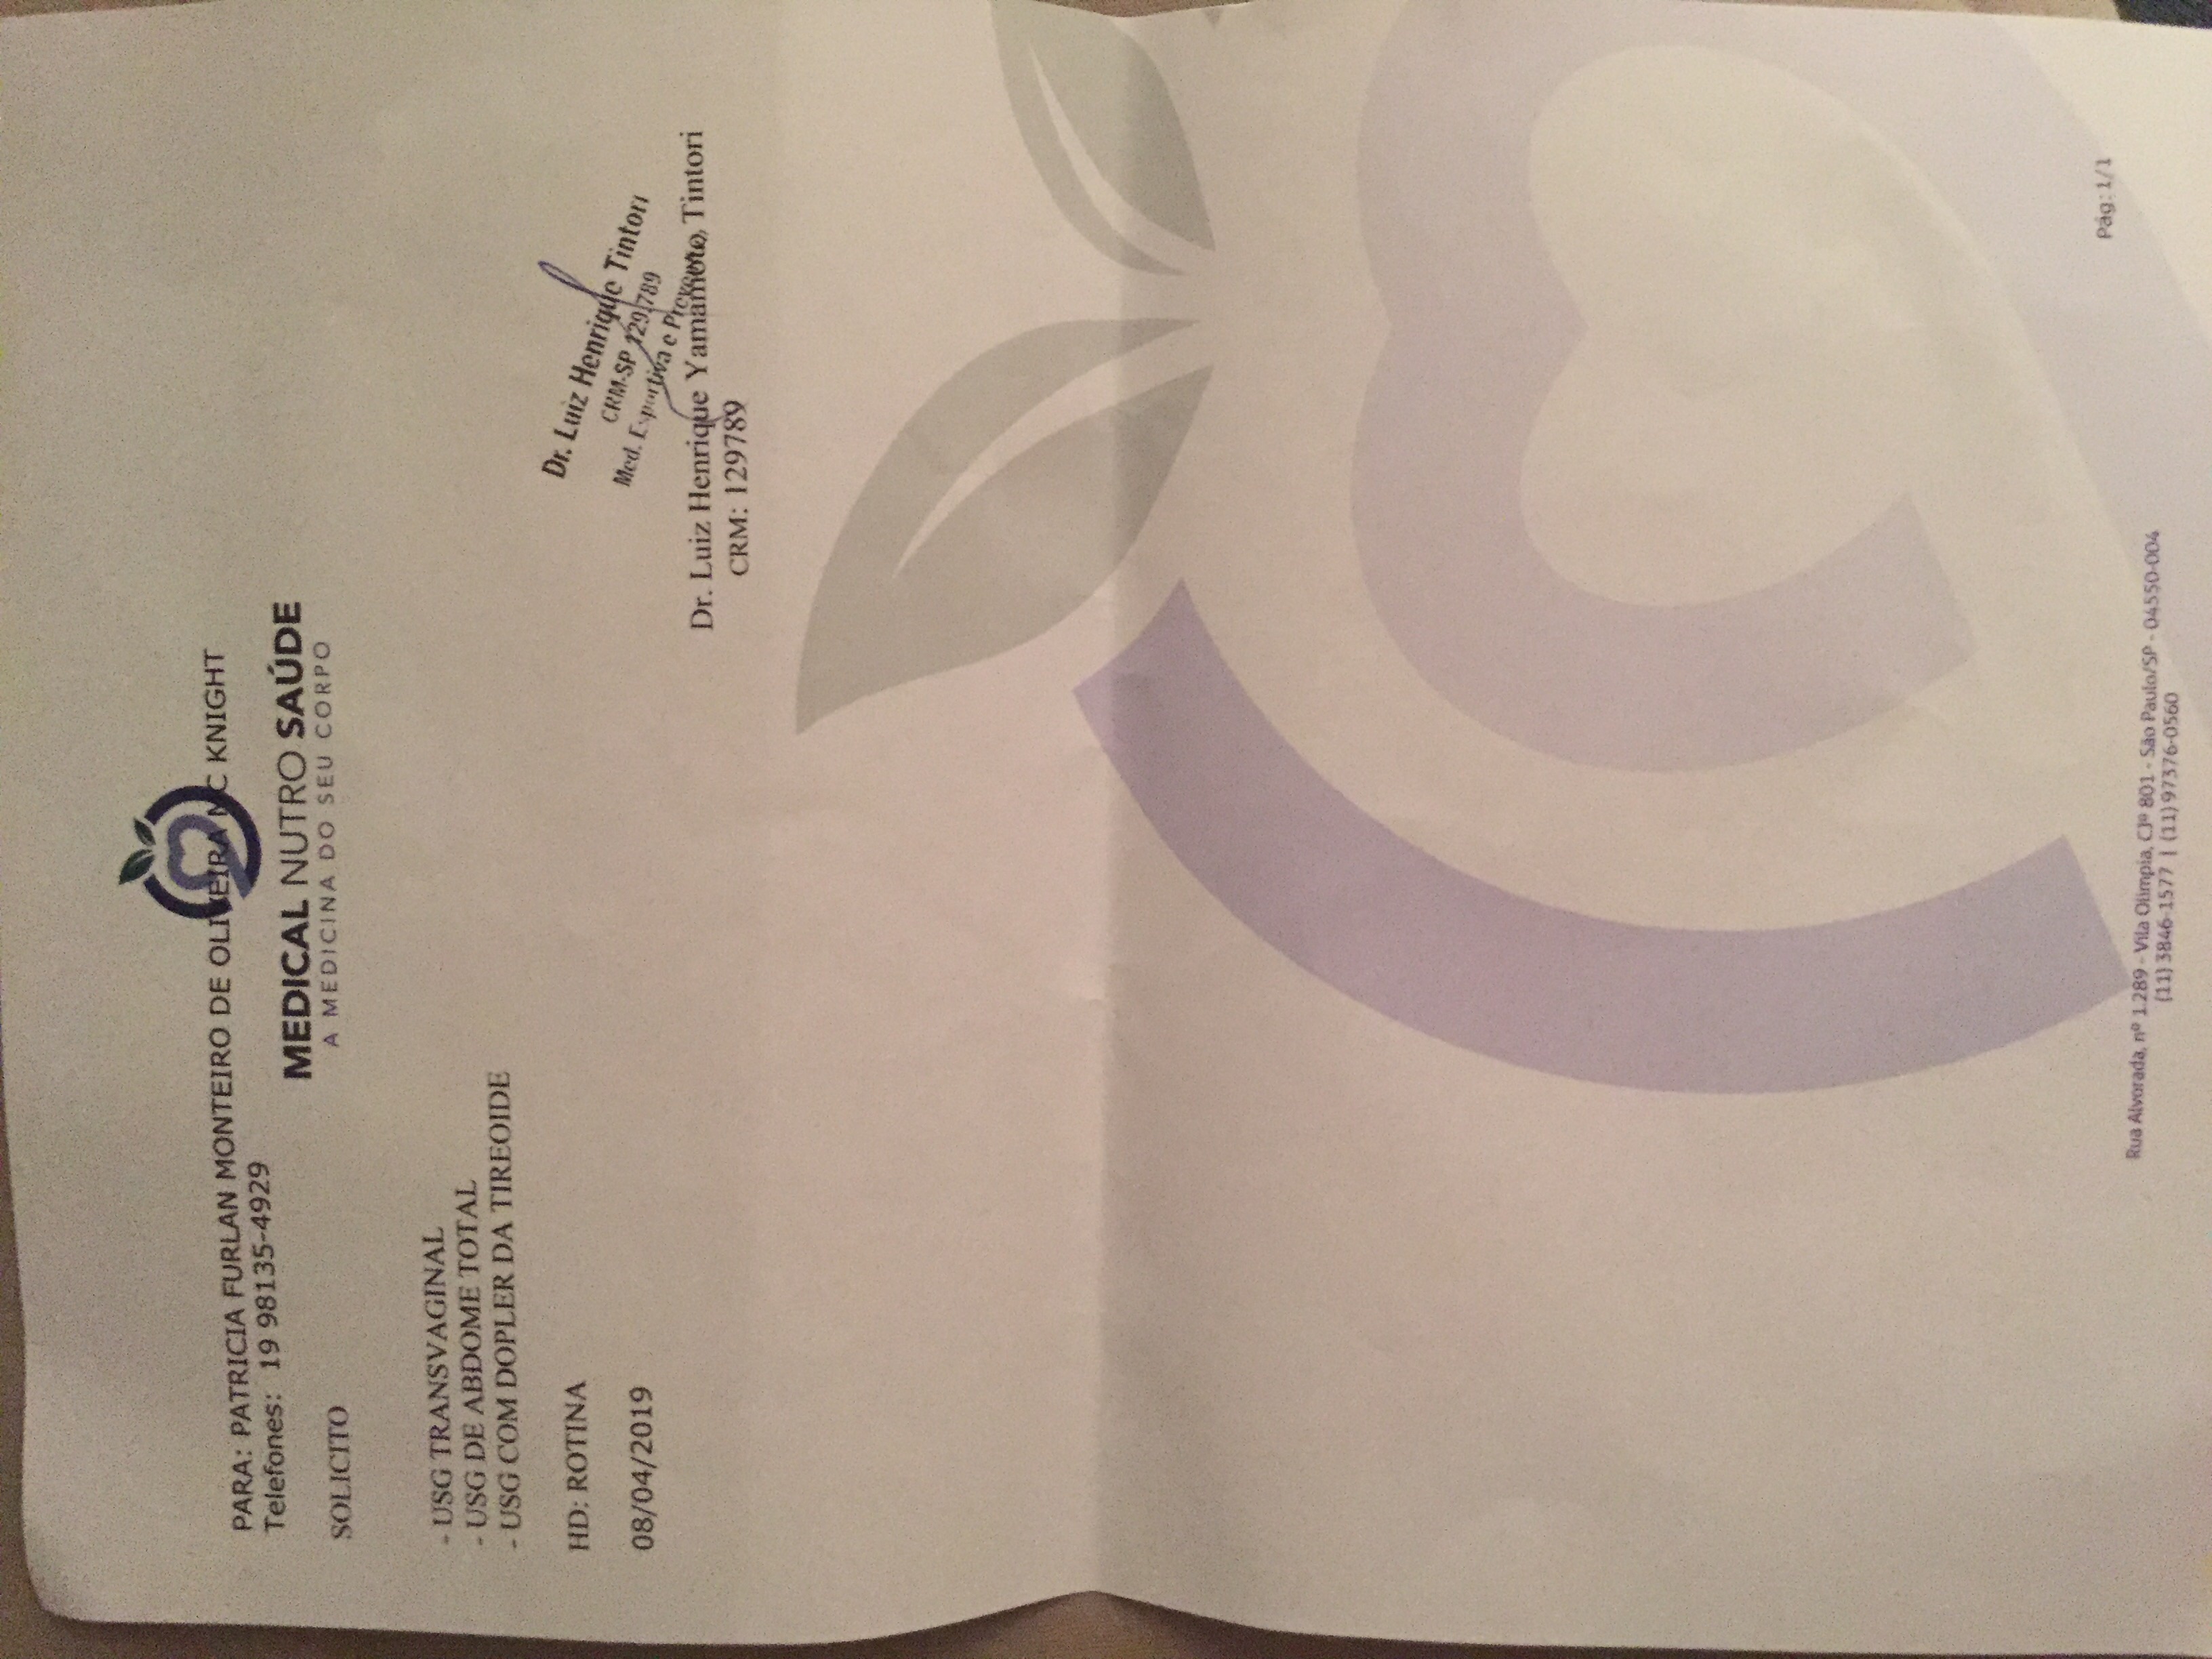 PARA: PATRICIA FURLAN MONTEIRO DE OLIVEIRA MC KNIGHT
Telefones: 19 98135-4929
MEDICAL NUTRO SAÚDE
A MEDICINA DO SEU CORPO
SOLICITO
- USG TRANSVAGINAL
- USG DE ABDOME TOTAL
- USG COM DOPLER DA TIREOIDE
HD: ROTINA
08/04/2019
Dr. Luiz Henrique Tintori
CRM-SP 129.789
Med. Esportiva e
Dr. Luiz Henrique Yamamoto Tintori
CRM: 129789
Pág:1/1
Rua Alvorada, nº 1.289 - Vila Olimpia, CJº 801 - São Paulo/SP - 04550-004
(11) 3846-1577 | (11) 97376-0560